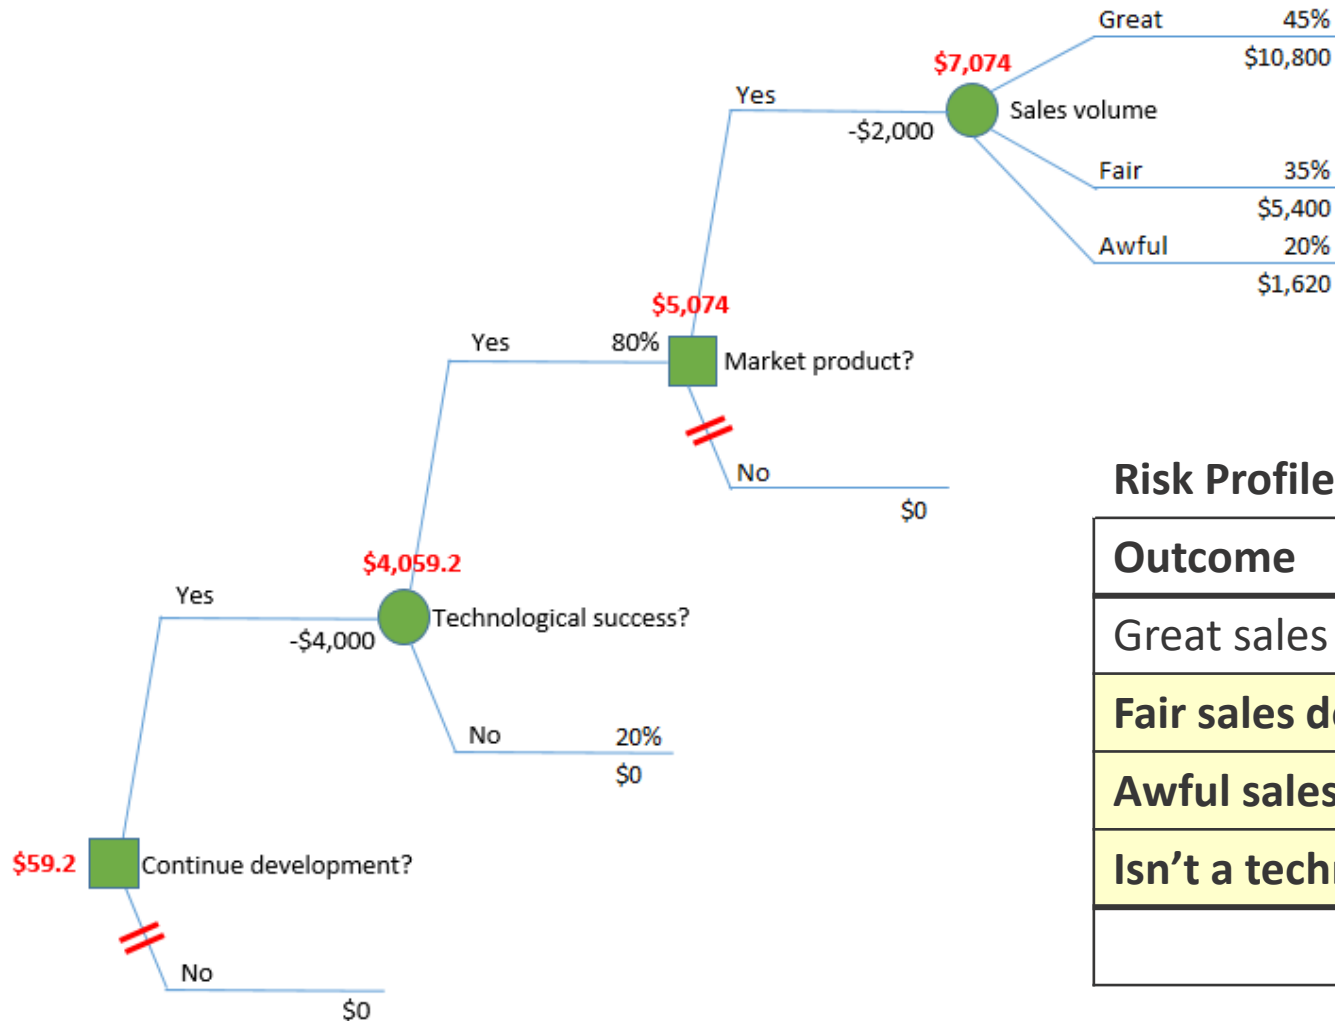 Great 45%
$10,800
$7,074
Yes
-$2,000
Sales volume
Fair 35%
$5,400
Awful 20%
$1,620
$5,074
Yes 80%
Market product?
No
$0
$4,059.2
Yes
-$4,000
Technological success?
No 20%
$0
$59.2
Continue development?
No
$0
Risk Profile
Outcome
Great sales
Fair sales
Awful sales
Isn't a